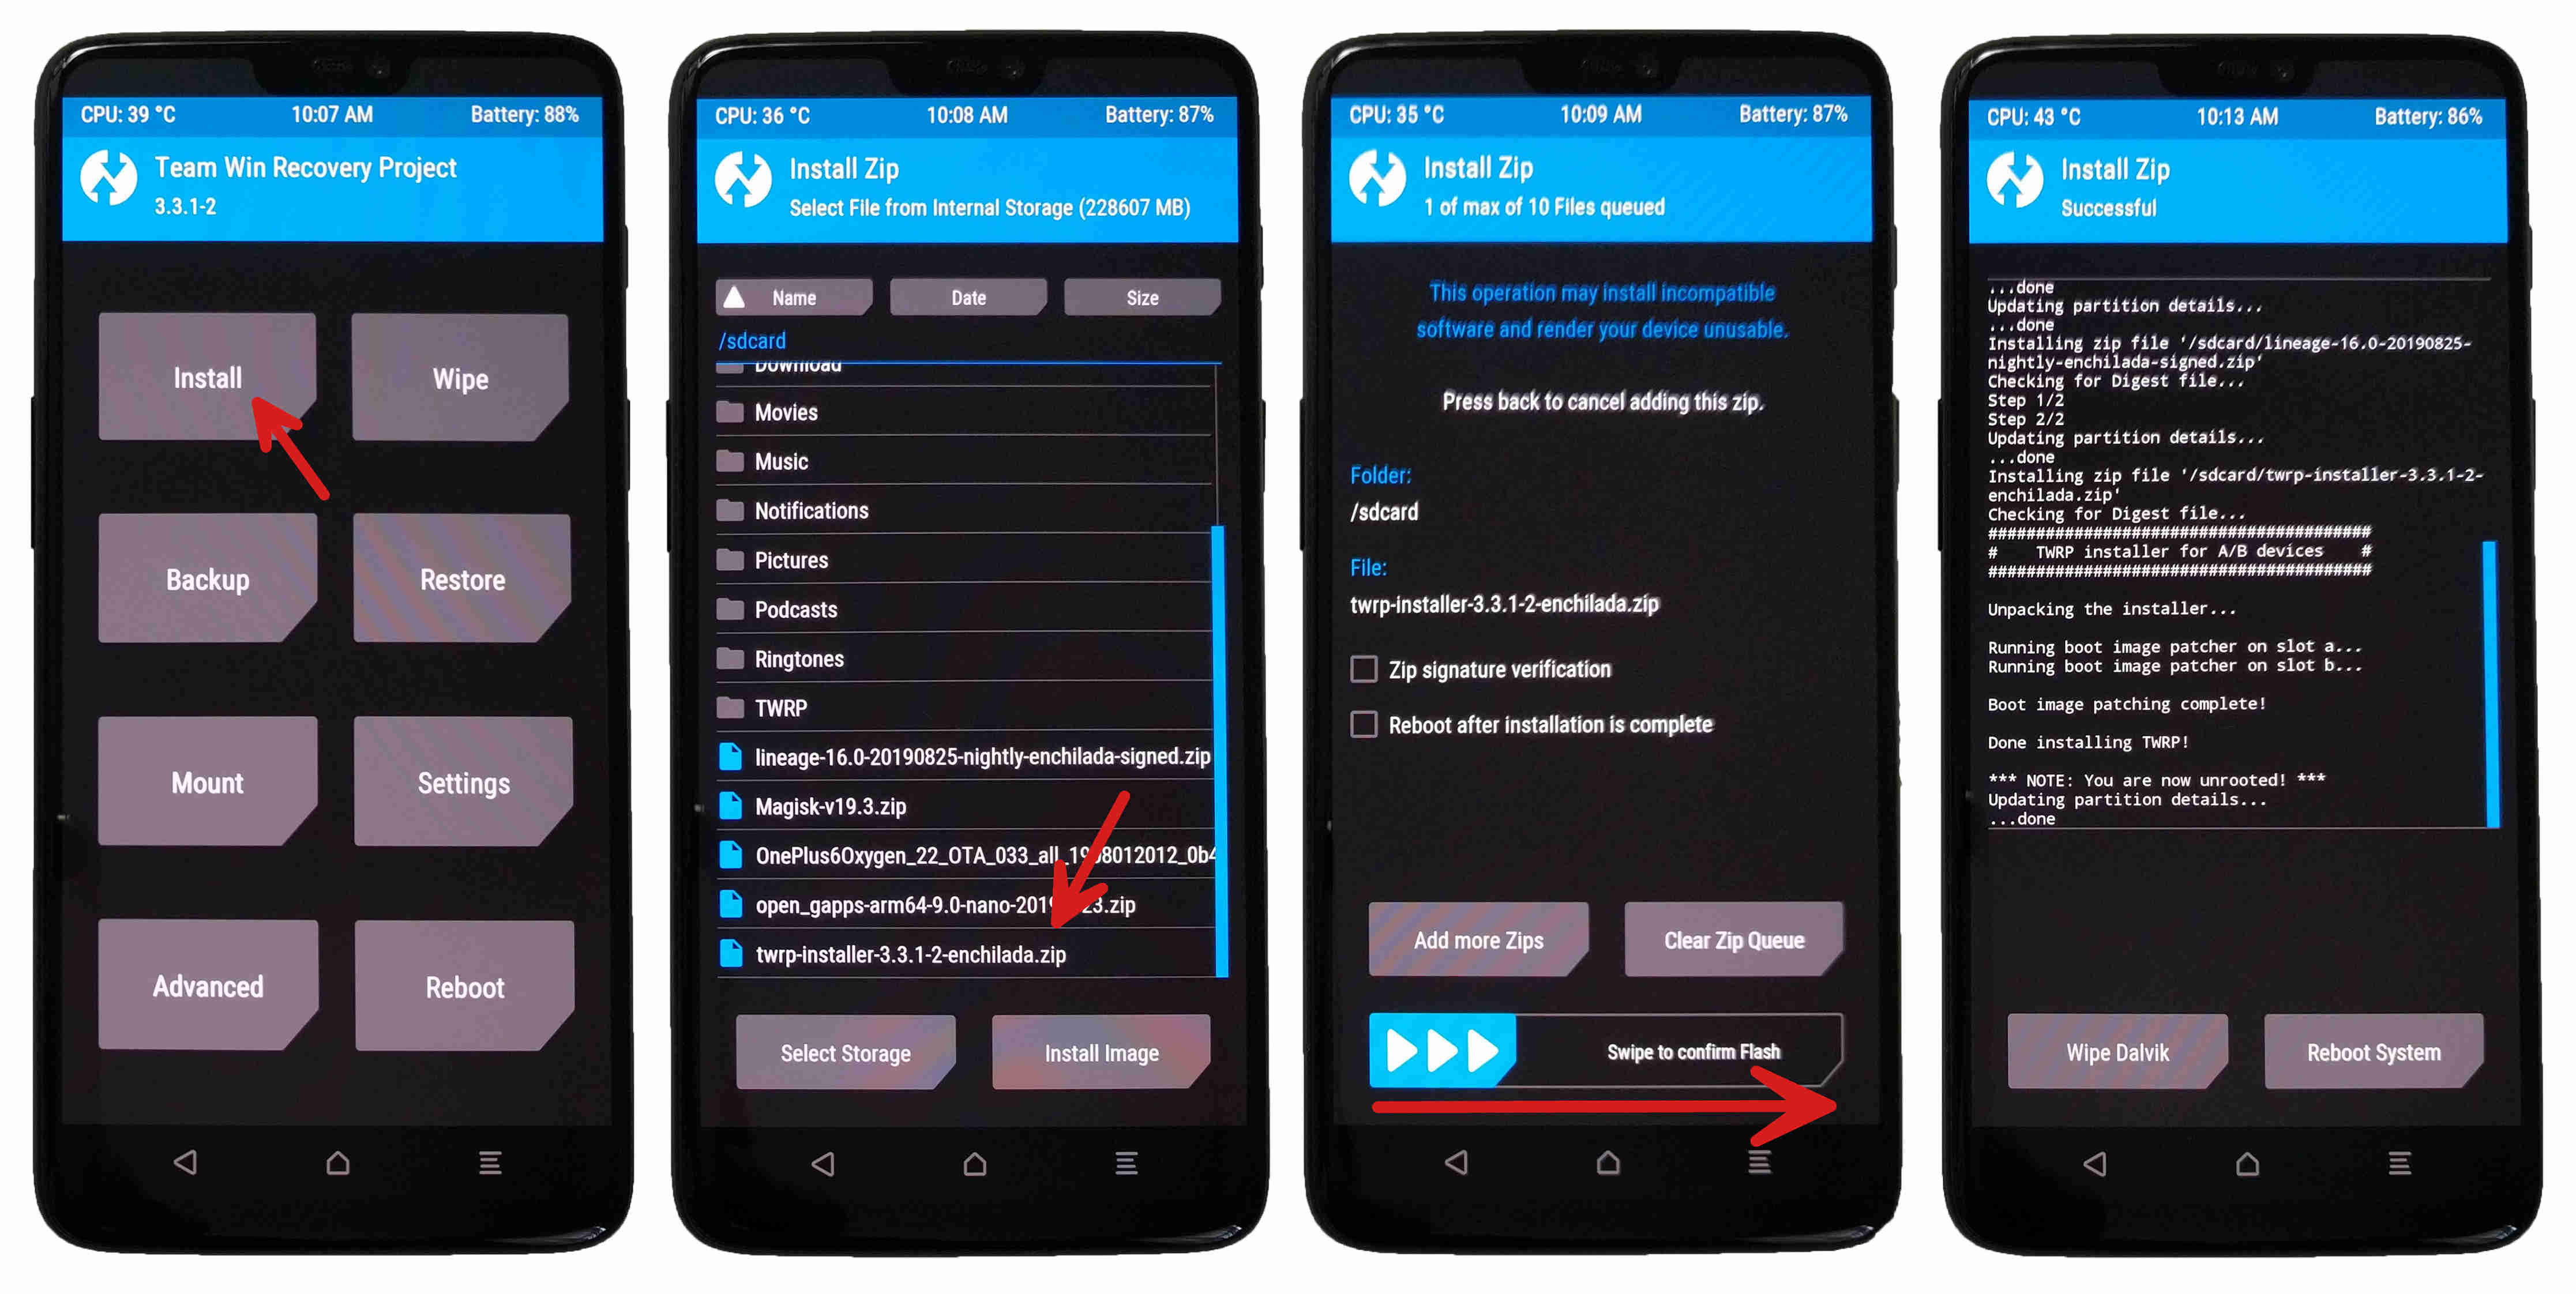 CPU: 39 °C 10:07 AM Battery: 88%
Team Win Recovery Project
3.3.1-2
Install Wipe
Backup Restore
Mount Settings
Advanced Reboot
CPU: 36 °C 10:08 AM Battery: 87%
Install Zip
Select File from Internal Storage (228607 MB)
Name Date Size
/sdcard
Download
Movies
Music
Notifications
Pictures
Podcasts
Ringtones
TWRP
lineage-16.0-20190825-nightly-enchilada-signed.zip
Magisk-v19.3.zip
twrp-installer-3.3.1-2-enchilada.zip
Select Storage Install Image
CPU: 35 °C 10:09 AM Battery: 87%
Install Zip
1 of max of 10 Files queued
This operation may install incompatible
software and render your device unusable.
Press back to cancel adding this zip.
Folder:
/sdcard
File:
twrp-installer-3.3.1-2-enchilada.zip
Zip signature verification
Reboot after installation is complete
Add more Zips Clear Zip Queue
Swipe to confirm Flash
CPU: 43 °C 10:13 AM Battery: 86%
Install Zip
Successful
...done
Updating partition details...
...done
Installing zip file '/sdcard/lineage-16.0-20190825-
nightly-enchilada-signed.zip'
Checking for Digest file...
Step 1/2
Step 2/2
Updating partition details...
...done
Installing zip file '/sdcard/twrp-installer-3.3.1-2-
enchilada.zip'
Checking for Digest file...
########################################
# TWRP installer for A/B devices #
########################################
Unpacking the installer...
Running boot image patcher on slot a...
Running boot image patcher on slot b...
Boot image patching complete!
Done installing TWRP!
*** NOTE: You are now unrooted! ***
Updating partition details...
...done
Wipe Dalvik Reboot System